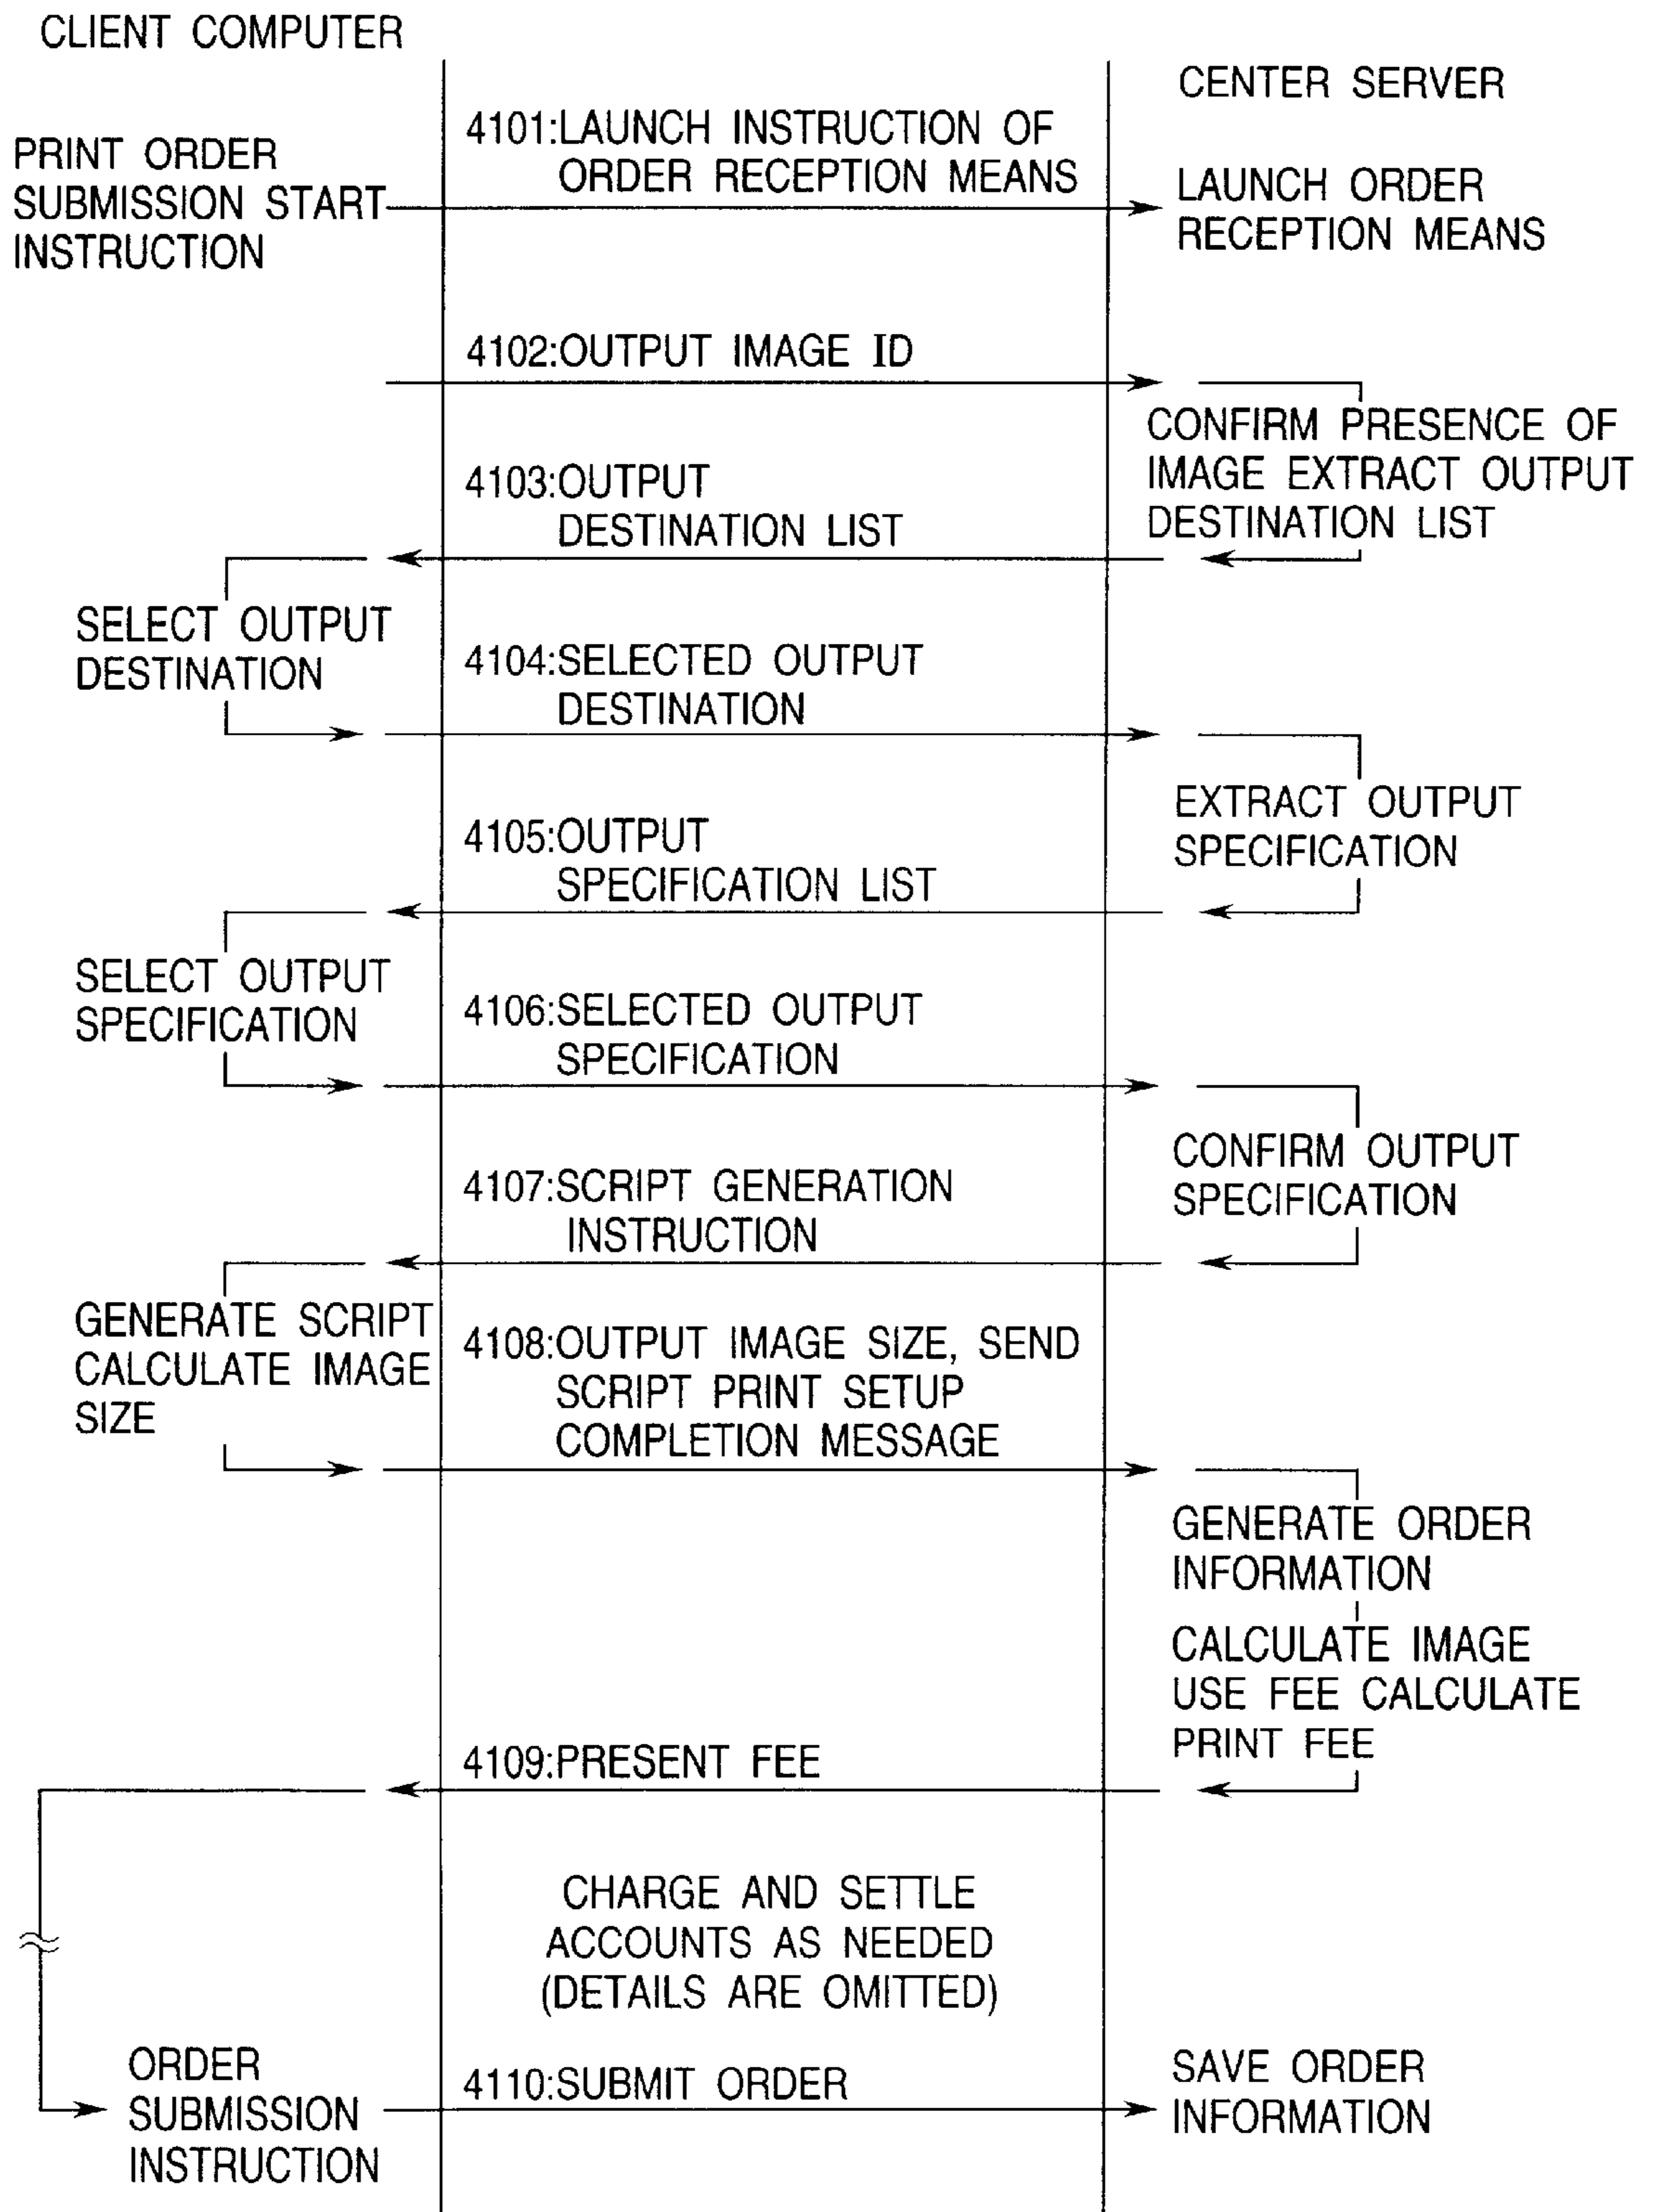 CLIENT COMPUTER
CENTER SERVER
PRINT ORDER
SUBMISSION START
INSTRUCTION
4101:LAUNCH INSTRUCTION OF
ORDER RECEPTION MEANS
LAUNCH ORDER
RECEPTION MEANS
4102:OUTPUT IMAGE ID
CONFIRM PRESENCE OF
IMAGE EXTRACT OUTPUT
DESTINATION LIST
4103:OUTPUT
DESTINATION LIST
SELECT OUTPUT
DESTINATION
4104:SELECTED OUTPUT
DESTINATION
EXTRACT OUTPUT
SPECIFICATION
4105:OUTPUT
SPECIFICATION LIST
SELECT OUTPUT
SPECIFICATION
4106:SELECTED OUTPUT
SPECIFICATION
CONFIRM OUTPUT
SPECIFICATION
4107:SCRIPT GENERATION
INSTRUCTION
GENERATE SCRIPT
CALCULATE IMAGE
SIZE
4108:OUTPUT IMAGE SIZE, SEND
SCRIPT PRINT SETUP
COMPLETION MESSAGE
GENERATE ORDER
INFORMATION
CALCULATE IMAGE
USE FEE CALCULATE
PRINT FEE
4109:PRESENT FEE
CHARGE AND SETTLE
ACCOUNTS AS NEEDED
(DETAILS ARE OMITTED)
ORDER
SUBMISSION
INSTRUCTION
4110:SUBMIT ORDER
SAVE ORDER
INFORMATION